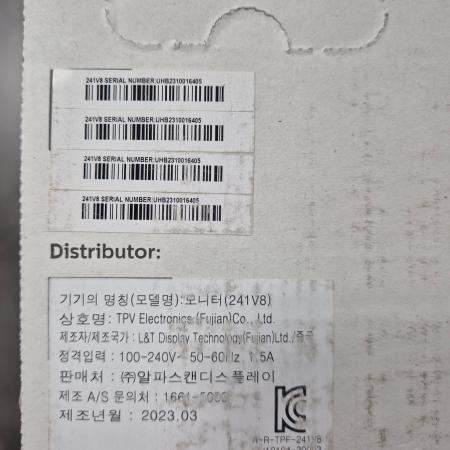 241V8 SERIAL NUMBER:UHB2310016405
241V8 SERIAL NUMBER:UHB2310016405
241V8 SERIAL NUMBER:UHB2310016405
241V8 SERIAL NUMBER:UHB2310016405
Distributor:
기기의 명칭(모델명):모니터(241V8)
상호명: TPV Electronics (Fujian)Co., Ltd.
제조자/제조국가: L&T Display Technology(Fujian)Ltd./중국
정격입력 : 100-240V~ 50-60Hz, 1.5A
판매처 : (주)알파스캔디스플레이
제조 A/S 문의처 :
제조년월 : 2023.03